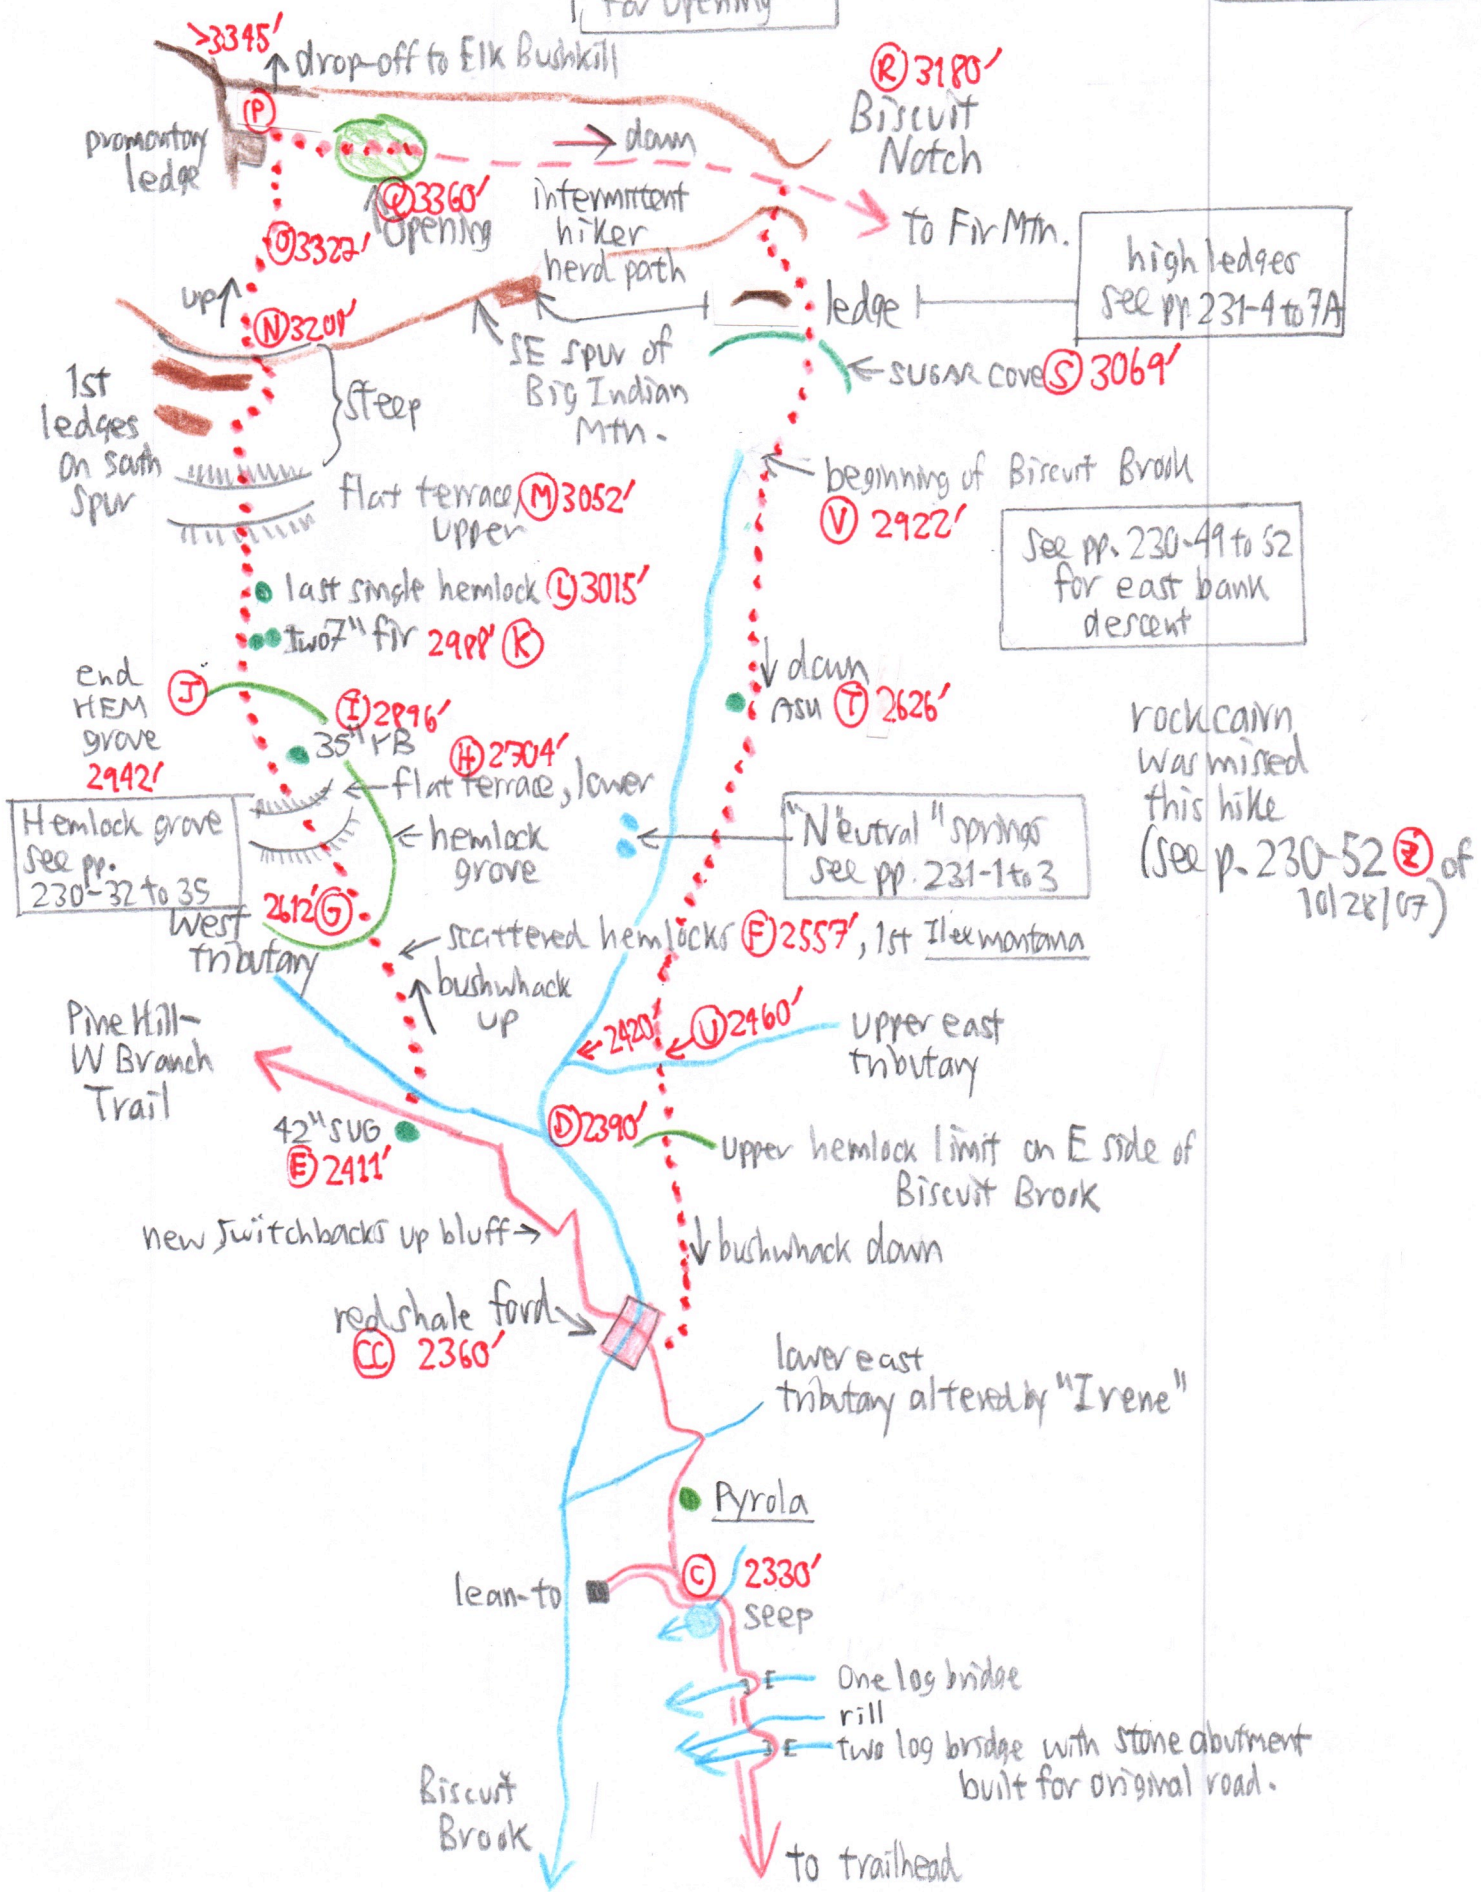 for opening
>3345'
drop-off to Elk Bushkill
P
promontory
ledge
R 3180'
Biscuit
Notch
down
Q 3360'
opening
intermittent
hiker
herd path
to Fir Mtn.
O 3322'
up
N 3201'
high ledges
see pp. 231-4 to 7A
ledge
SE spur of
Big Indian
Mtn.
SUGAR cove S 3069'
1st
ledges
on south
spur
steep
flat terrace, M 3052'
upper
beginning of Biscuit Brook
V 2922'
see pp. 230-49 to 52
for east bank
descent
last single hemlock L 3015'
two 7" fir 2988' K
end
HEM
grove
2942'
J
I 2896'
35" YB
H 2704'
flat terrace, lower
down
ASH T 2626'
rock cairn
was missed
this hike
(see p. 230-52 Z of
10/28/07)
Hemlock grove
see pp.
230-32 to 35
hemlock
grove
"Neutral" springs
see pp. 231-1 to 3
2612' G
West
tributary
scattered hemlocks F 2557', 1st Ilex montana
bushwhack
up
Pine Hill-
W Branch
Trail
2420'
U 2460'
upper east
tributary
42" SUG
E 2411'
D 2390'
upper hemlock limit on E side of
Biscuit Brook
new switchbacks up bluff
bushwhack down
red shale ford
CC 2360'
lower east
tributary altered by "Irene"
Pyrola
lean-to
C 2330'
seep
One log bridge
rill
two log bridge with stone abutment
built for original road.
Biscuit
Brook
to trailhead